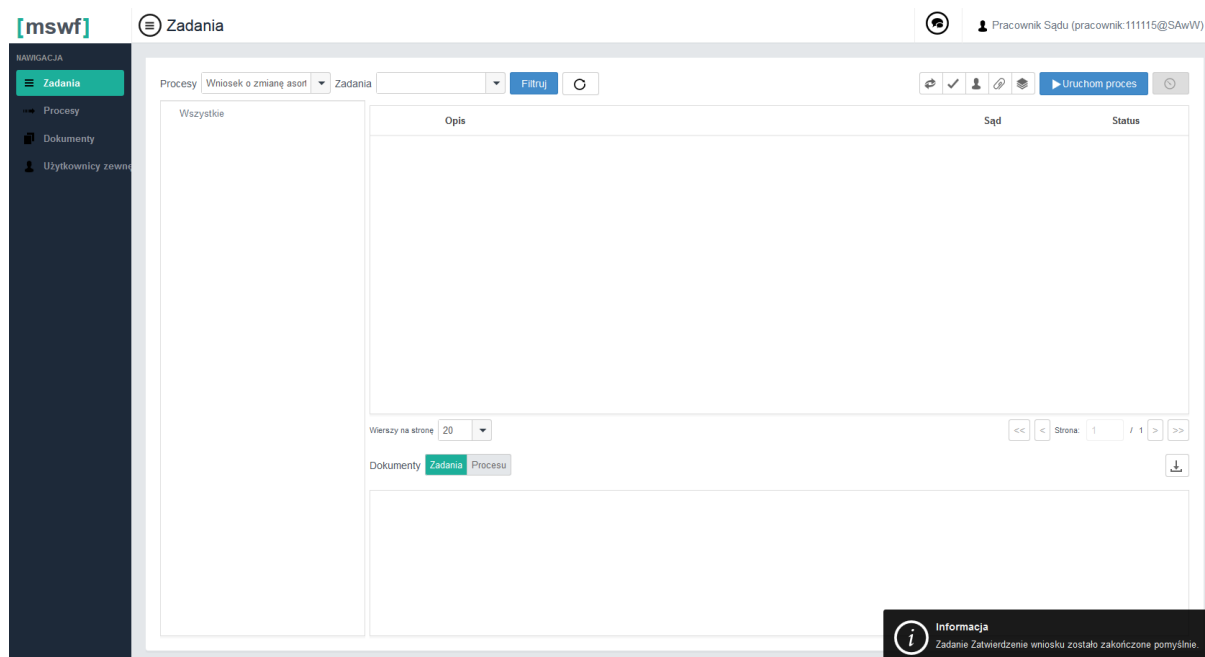 [mswf]
Zadania
Pracownik Sądu (pracownik:111115@SAwW)
NAWIGACJA
Zadania
Procesy
Dokumenty
Użytkownicy zewnę
Procesy Wniosek o zmianę asort Zadania Filtruj Uruchom proces
Wszystkie
Opis Sąd Status
Wierszy na stronę 20 << < Strona: 1 / 1 > >>
Dokumenty Zadania Procesu
Informacja
Zadanie Zatwierdzenie wniosku zostało zakończone pomyślnie.